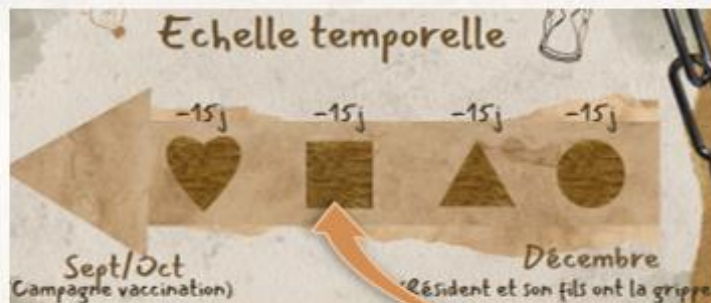 Echelle temporelle
-15j -15j -15j -15j
Sept/Oct
(Campagne vaccination)
Décembre
(Résident et son fils ont la grippe